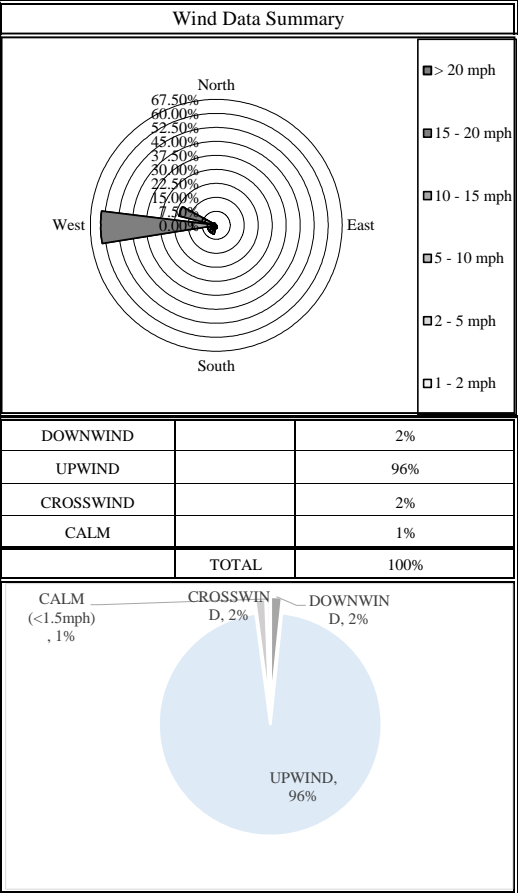 Wind Data Summary
North
67.50%
60.00%
52.50%
45.00%
37.50%
30.00%
22.50%
15.00%
7.50%
0.00%
West
East
South
> 20 mph
15 - 20 mph
10 - 15 mph
5 - 10 mph
2 - 5 mph
1 - 2 mph
DOWNWIND 2%
UPWIND 96%
CROSSWIND 2%
CALM 1%
TOTAL 100%
CALM
(<1.5mph)
, 1%
CROSSWIN
D, 2%
DOWNWIN
D, 2%
UPWIND,
96%